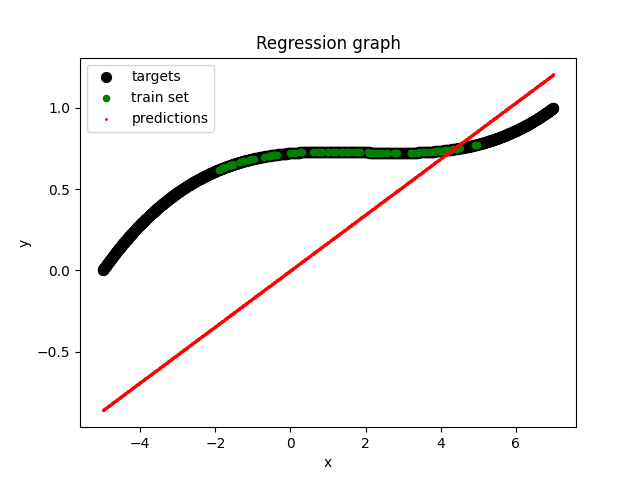 Regression graph
targets
train set
predictions
1.0
0.5
0.0
−0.5
y
−4 −2 0 2 4 6
x